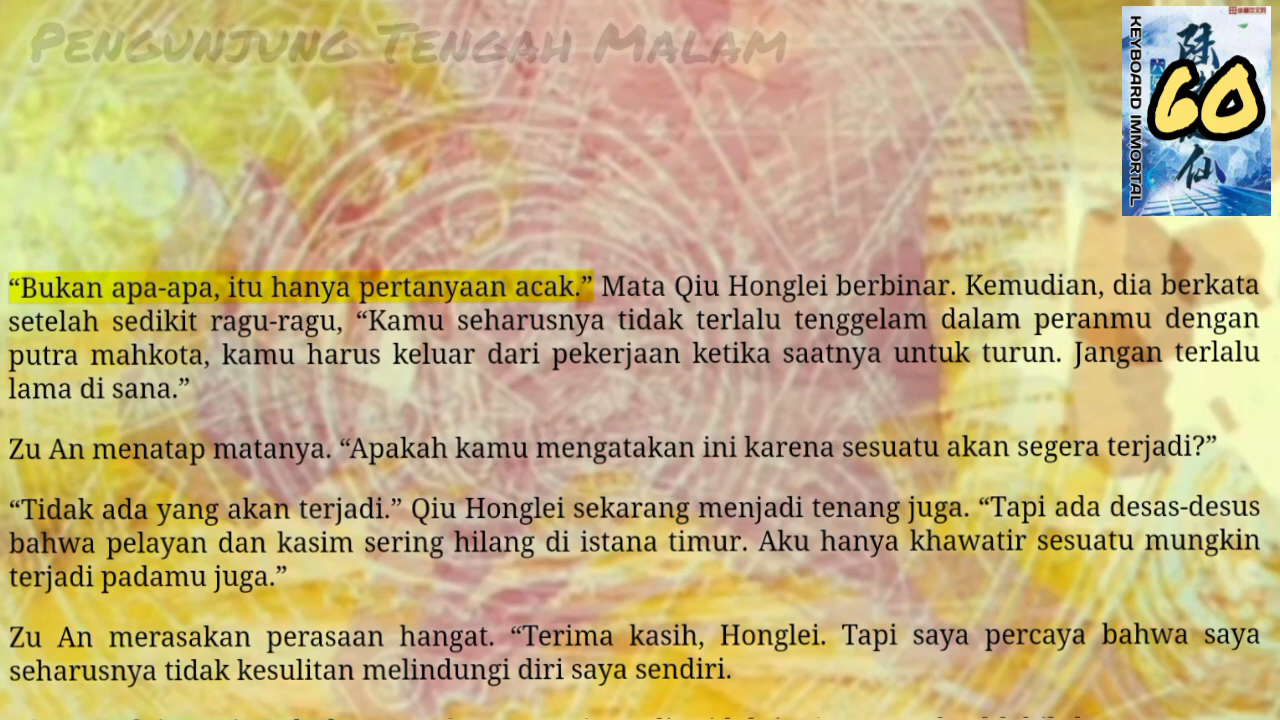 Pengunjung Tengah Malam
KEYBOARD IMMORTAL
60
仙
“Bukan apa-apa, itu hanya pertanyaan acak.” Mata Qiu Honglei berbinar. Kemudian, dia berkata
setelah sedikit ragu-ragu, “Kamu seharusnya tidak terlalu tenggelam dalam peranmu dengan
putra mahkota, kamu harus keluar dari pekerjaan ketika saatnya untuk turun. Jangan terlalu
lama di sana.”
Zu An menatap matanya. “Apakah kamu mengatakan ini karena sesuatu akan segera terjadi?”
“Tidak ada yang akan terjadi.” Qiu Honglei sekarang menjadi tenang juga. “Tapi ada desas-desus
bahwa pelayan dan kasim sering hilang di istana timur. Aku hanya khawatir sesuatu mungkin
terjadi padamu juga.”
Zu An merasakan perasaan hangat. “Terima kasih, Honglei. Tapi saya percaya bahwa saya
seharusnya tidak kesulitan melindungi diri saya sendiri.